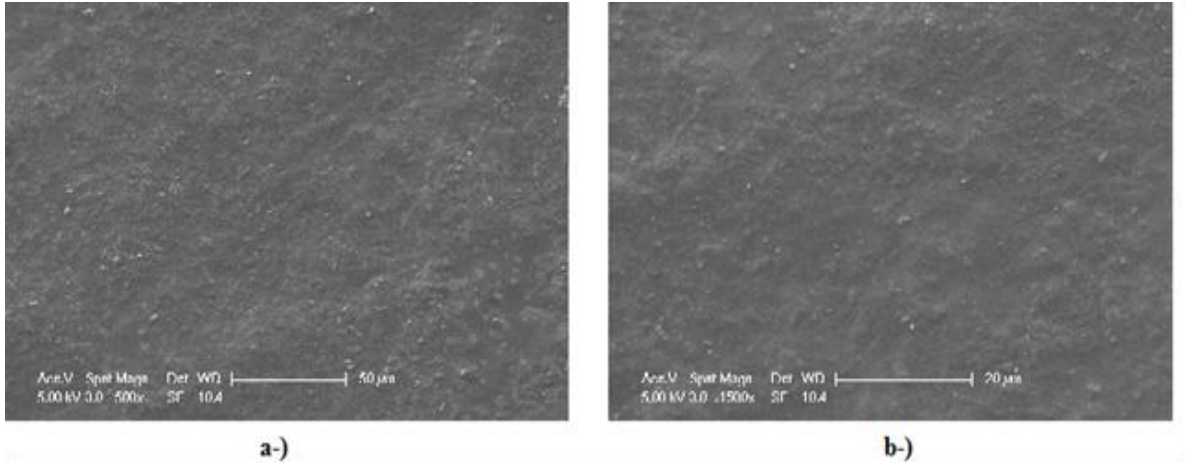 Acc.V Spot Magn Det WD 50 µm
5.00 kV 3.0 500x SE 10.4
Acc.V Spot Magn Det WD 20 µm
5.00 kV 3.0 1500x SE 10.4
a-)
b-)